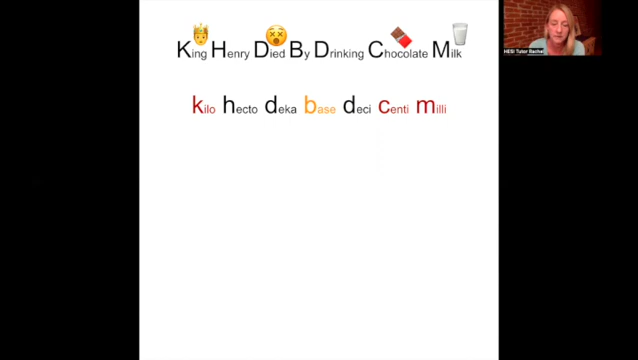 King Henry Died By Drinking Chocolate Milk
kilo hecto deka base deci centi milli
HESI Tutor Rachel